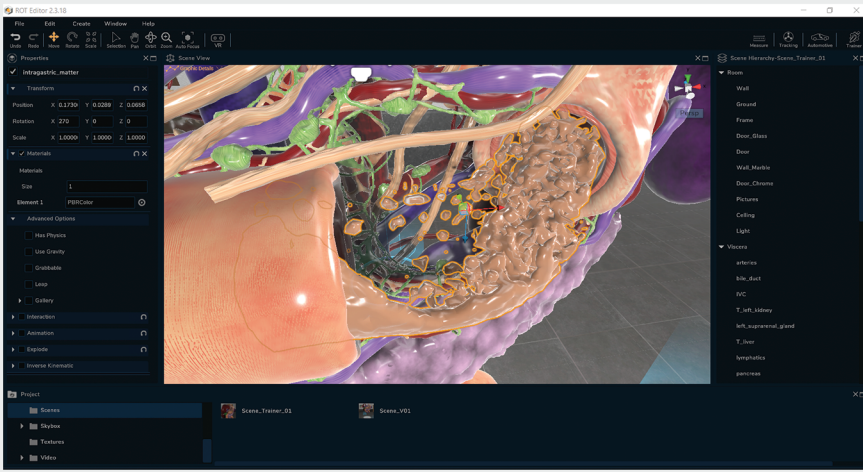 ROT Editor 2.3.18
File Edit Create Window Help
Undo Redo Move Rotate Scale Selection Pan Orbit Zoom Auto Focus VR Measure Tracking Automotive Trainer
Properties
intragastric_matter
Transform
Position X 0.1730 Y 0.0289 Z 0.0658
Rotation X 270 Y 0 Z 0
Scale X 1.0000 Y 1.0000 Z 1.0000
Materials
Materials
Size 1
Element 1 PBRColor
Advanced Options
Has Physics
Use Gravity
Grabbable
Loop
Gallery
Interaction
Animation
Explode
Inverse Kinematic
Scene View
Graphic Details
Persp
Scene Hierarchy-Scene_Trainer_01
Room
Wall
Ground
Frame
Door_Glass
Door
Wall_Marble
Door_Chrome
Pictures
Ceiling
Light
Viscera
arteries
bile_duct
IVC
T_left_kidney
left_suprarenal_gland
T_liver
lymphatics
pancreas
Project
Scenes
Skybox
Textures
Video
Scene_Trainer_01
Scene_V01